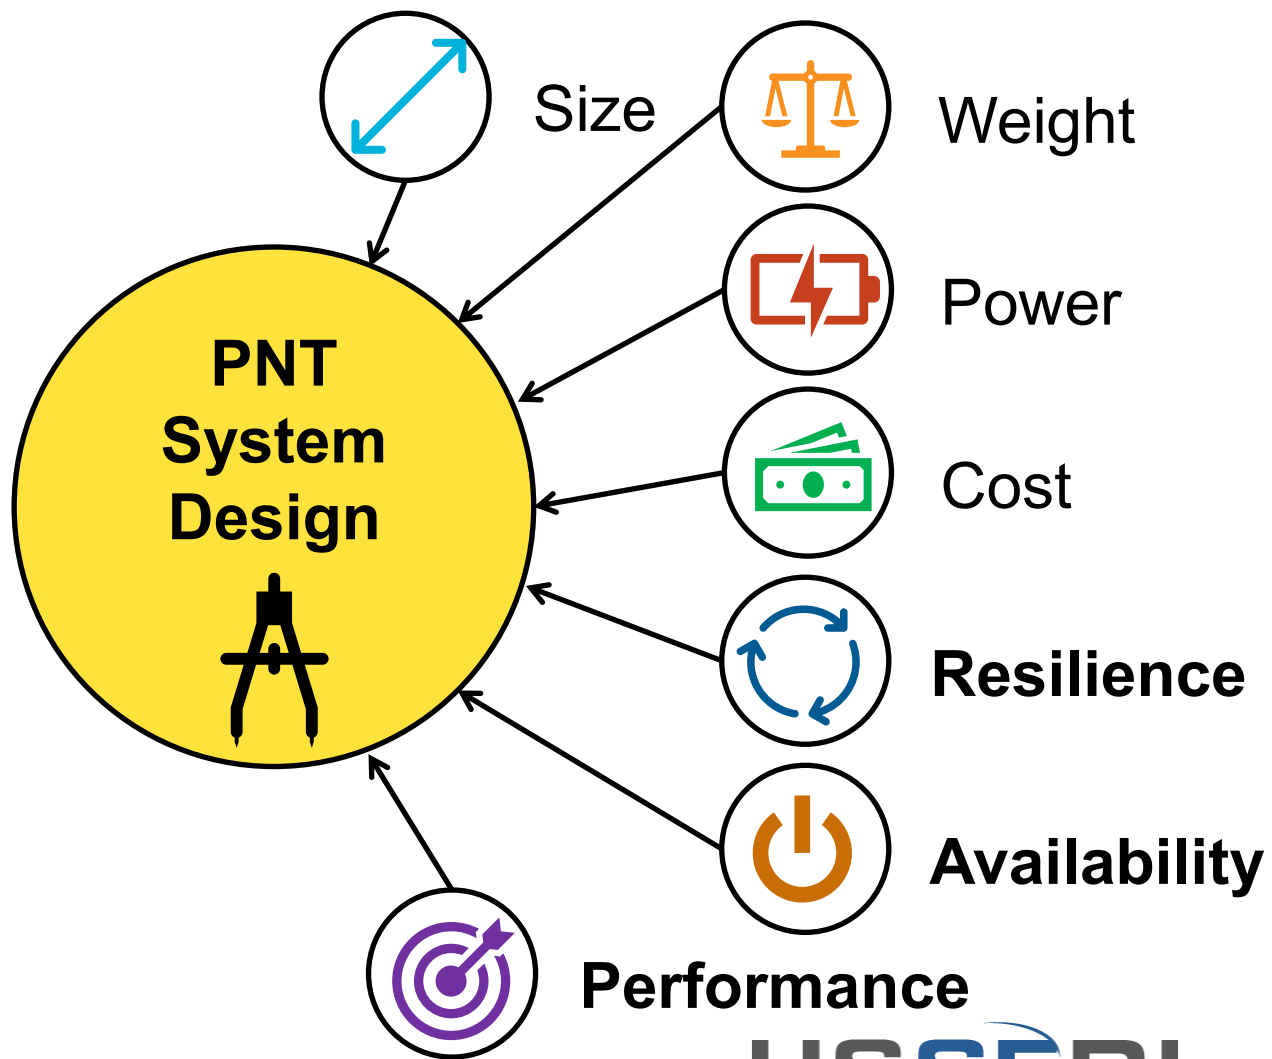 Size
Weight
Power
PNT
System
Design
Cost
Resilience
Availability
Performance